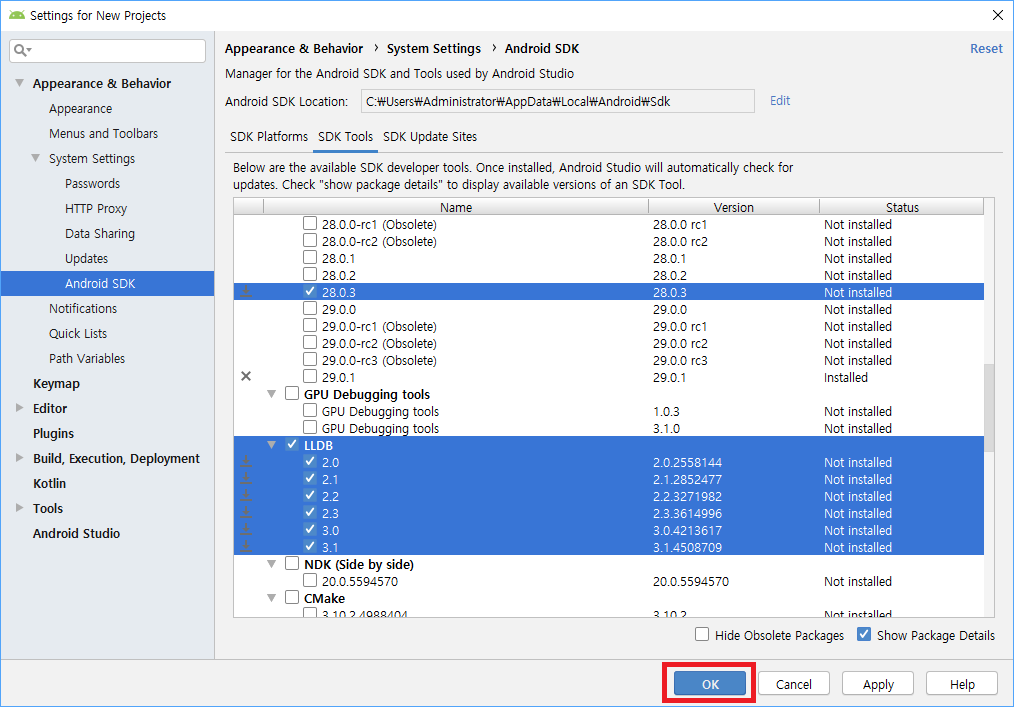 Settings for New Projects
Appearance & Behavior
Appearance
Menus and Toolbars
System Settings
Passwords
HTTP Proxy
Data Sharing
Updates
Android SDK
Notifications
Quick Lists
Path Variables
Keymap
Editor
Plugins
Build, Execution, Deployment
Kotlin
Tools
Android Studio
Appearance & Behavior › System Settings › Android SDK
Reset
Manager for the Android SDK and Tools used by Android Studio
Android SDK Location: C:₩Users₩Administrator₩AppData₩Local₩Android₩Sdk Edit
SDK Platforms SDK Tools SDK Update Sites
Below are the available SDK developer tools. Once installed, Android Studio will automatically check for
updates. Check "show package details" to display available versions of an SDK Tool.
Name Version Status
28.0.0-rc1 (Obsolete) 28.0.0 rc1 Not installed
28.0.0-rc2 (Obsolete) 28.0.0 rc2 Not installed
28.0.1 28.0.1 Not installed
28.0.2 28.0.2 Not installed
28.0.3 28.0.3 Not installed
29.0.0 29.0.0 Not installed
29.0.0-rc1 (Obsolete) 29.0.0 rc1 Not installed
29.0.0-rc2 (Obsolete) 29.0.0 rc2 Not installed
29.0.0-rc3 (Obsolete) 29.0.0 rc3 Not installed
29.0.1 29.0.1 Installed
GPU Debugging tools
GPU Debugging tools 1.0.3 Not installed
GPU Debugging tools 3.1.0 Not installed
LLDB
2.0 2.0.2558144 Not installed
2.1 2.1.2852477 Not installed
2.2 2.2.3271982 Not installed
2.3 2.3.3614996 Not installed
3.0 3.0.4213617 Not installed
3.1 3.1.4508709 Not installed
NDK (Side by side)
20.0.5594570 20.0.5594570 Not installed
CMake
3.10.2.4988404 3.10.2 Not installed
Hide Obsolete Packages Show Package Details
OK Cancel Apply Help